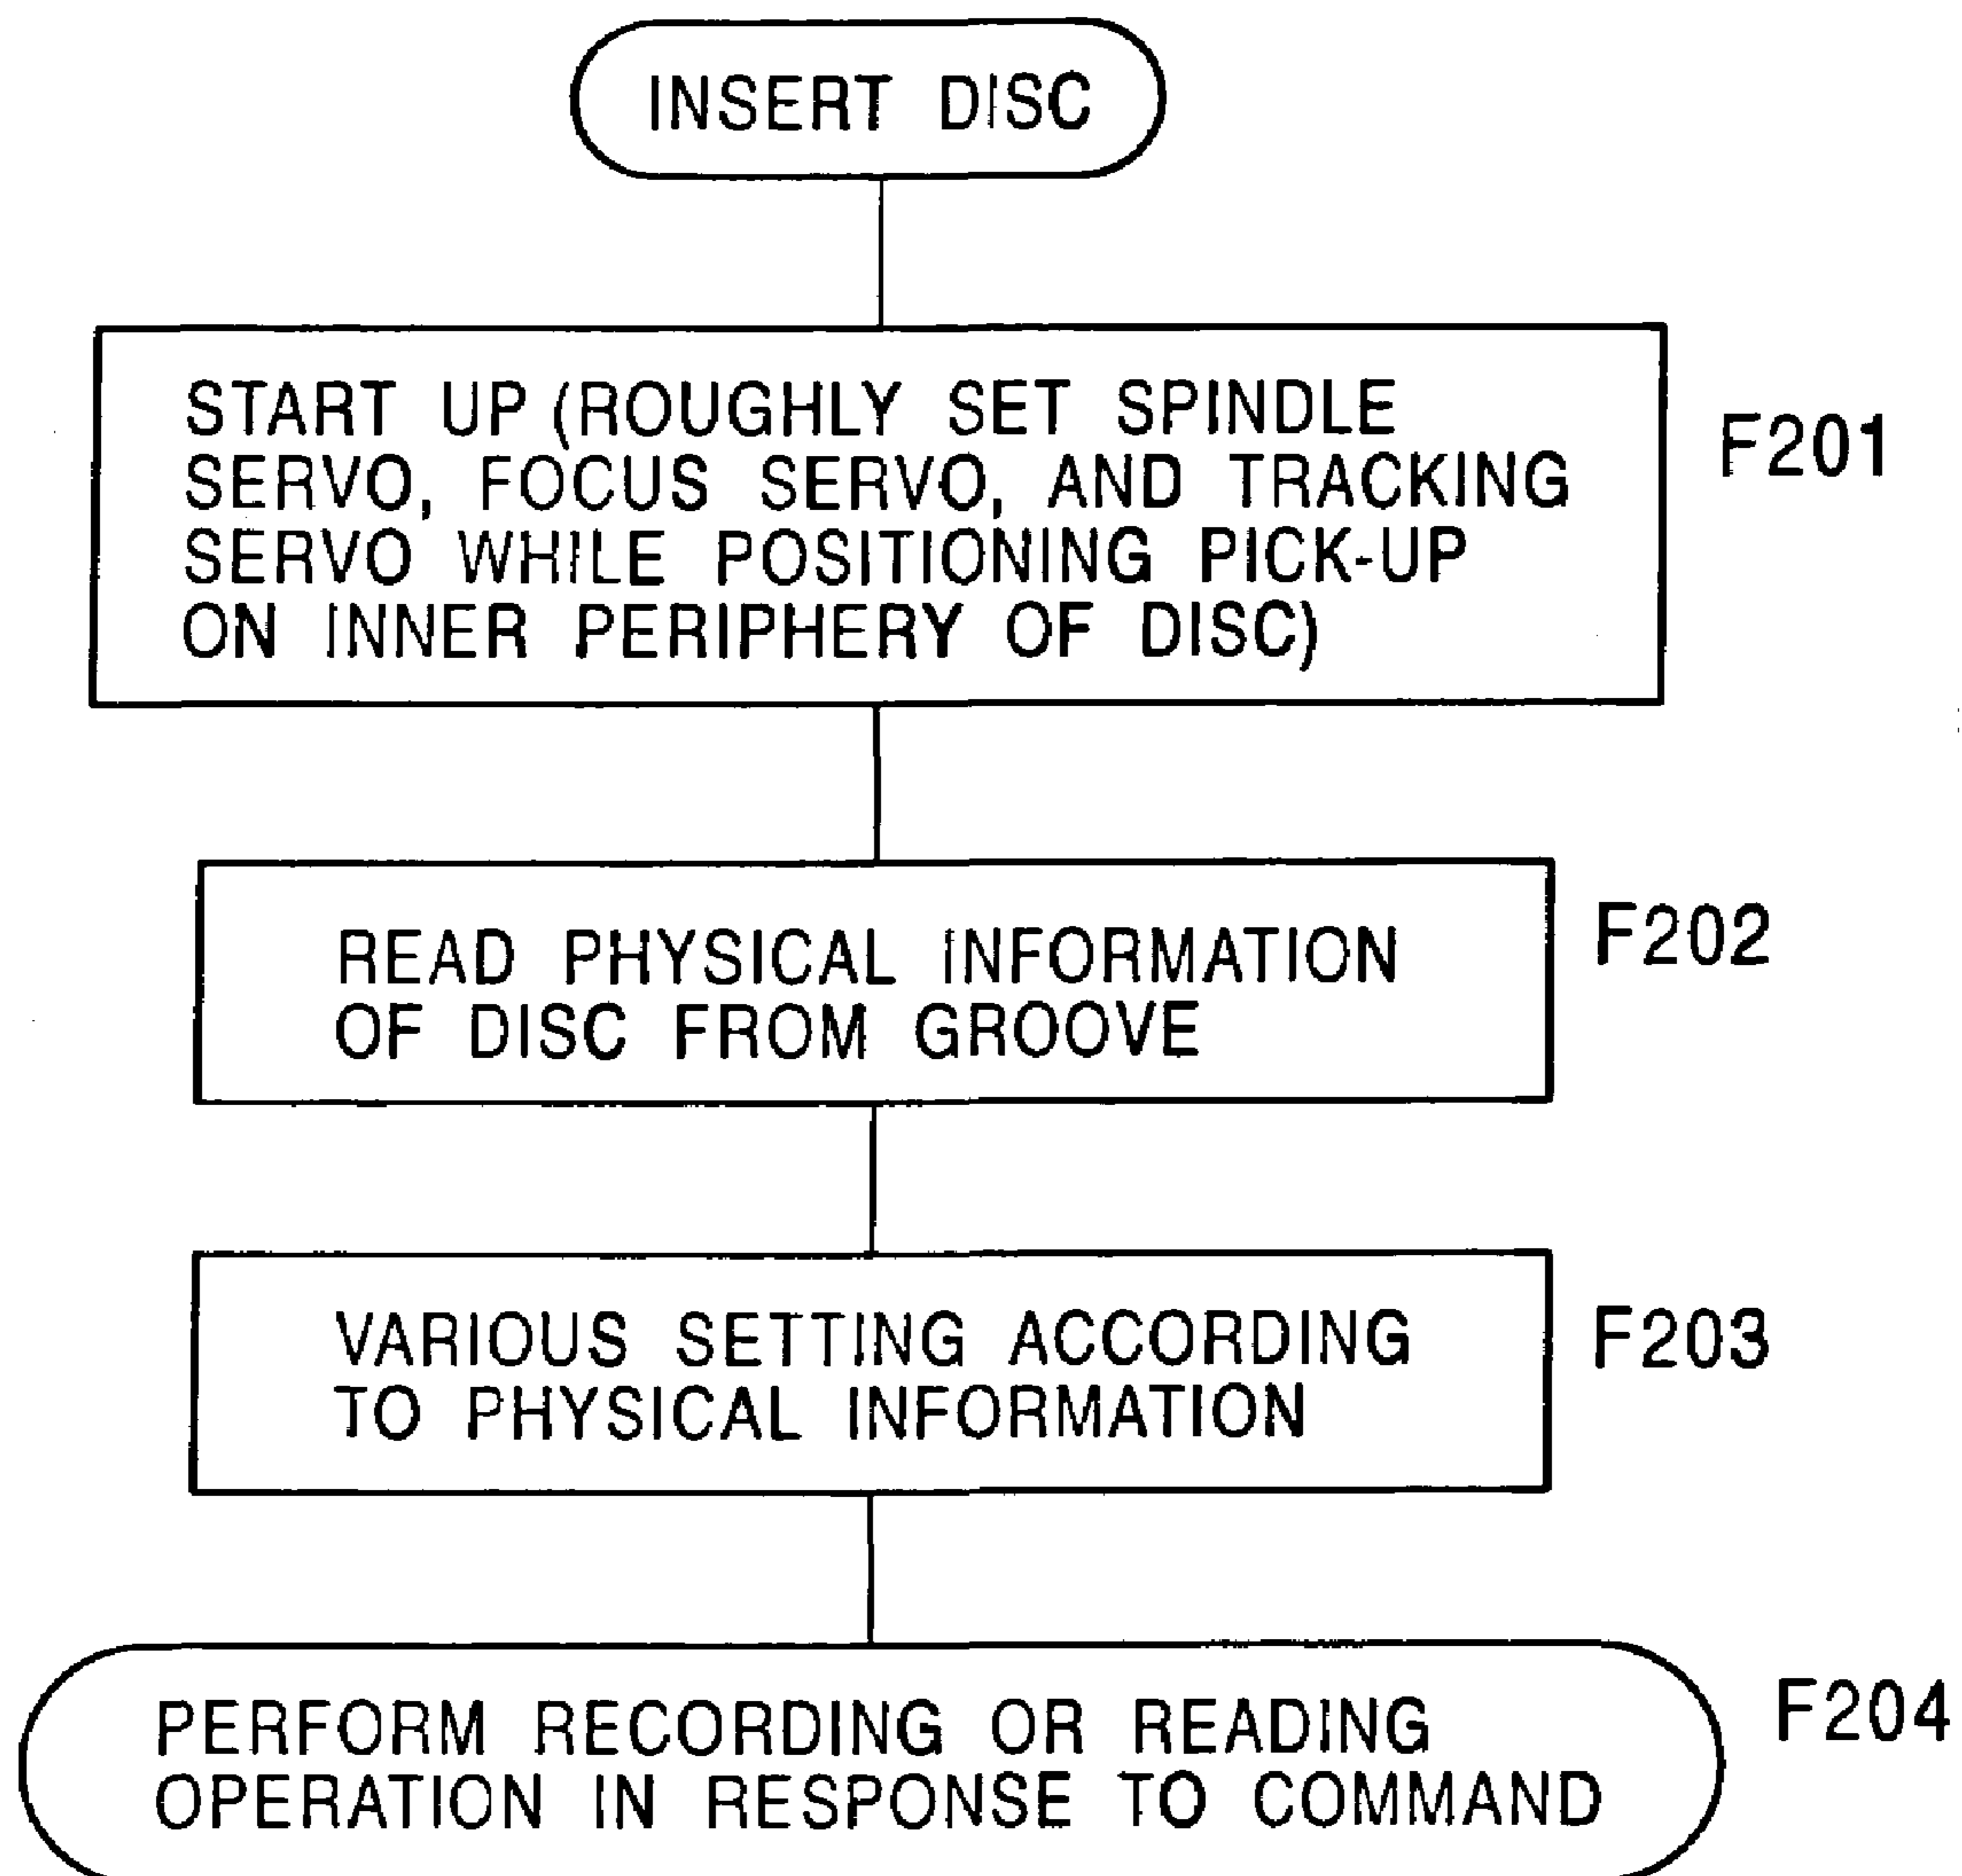 INSERT DISC
START UP (ROUGHLY SET SPINDLE
SERVO, FOCUS SERVO, AND TRACKING
SERVO WHILE POSITIONING PICK-UP
ON INNER PERIPHERY OF DISC)
F201
READ PHYSICAL INFORMATION
OF DISC FROM GROOVE
F202
VARIOUS SETTING ACCORDING
TO PHYSICAL INFORMATION
F203
PERFORM RECORDING OR READING
OPERATION IN RESPONSE TO COMMAND
F204